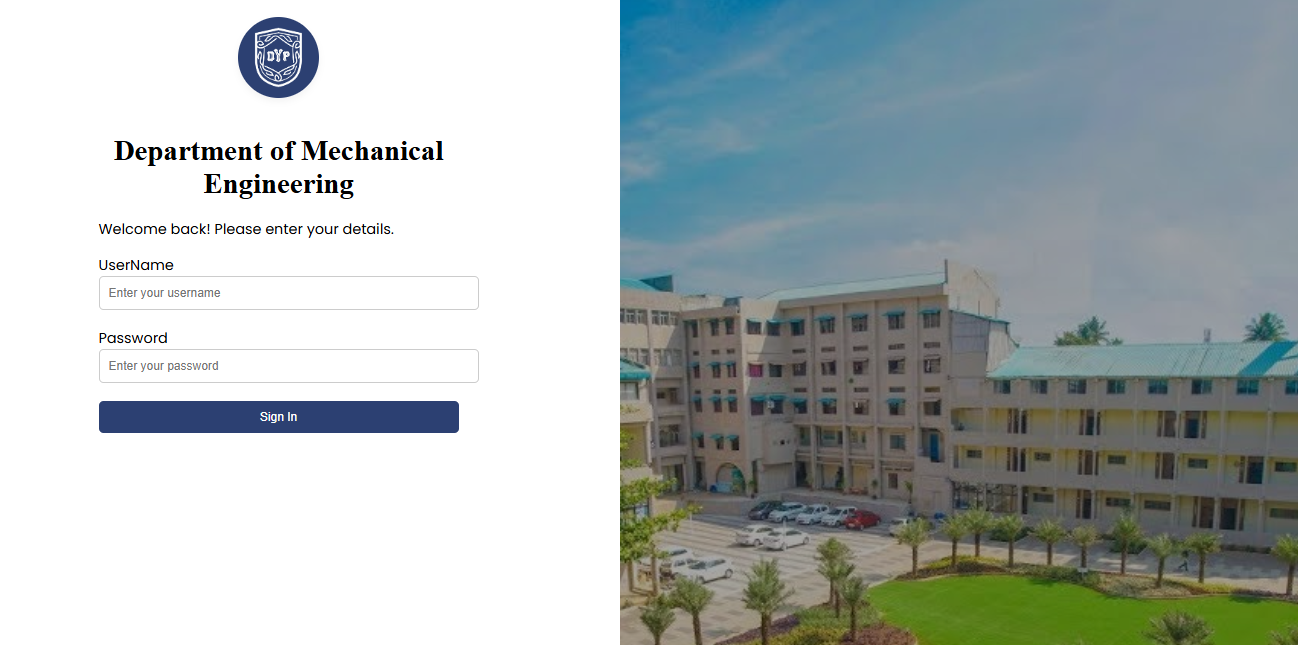 DYP
Department of Mechanical
Engineering
Welcome back! Please enter your details.
UserName
Enter your username
Password
Enter your password
Sign In